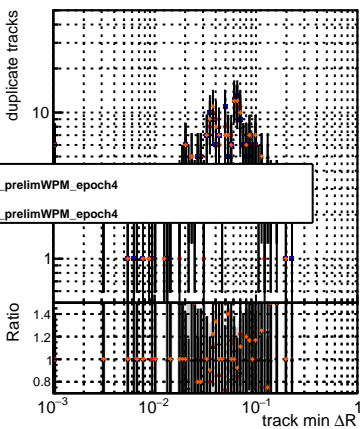 duplicate tracks
10
_prelimWPM_epoch4
_prelimWPM_epoch4
1
Ratio
1.4
1.2
1
0.8
10⁻³ 10⁻² 10⁻¹ 1
track min ΔR